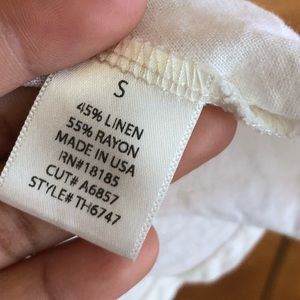 S
45% LINEN
55% RAYON
MADE IN USA
RN#18185
CUT# A6857
STYLE# TH6747